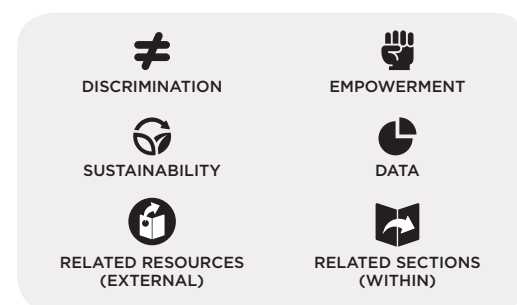 DISCRIMINATION
EMPOWERMENT
SUSTAINABILITY
DATA
RELATED RESOURCES
(EXTERNAL)
RELATED SECTIONS
(WITHIN)